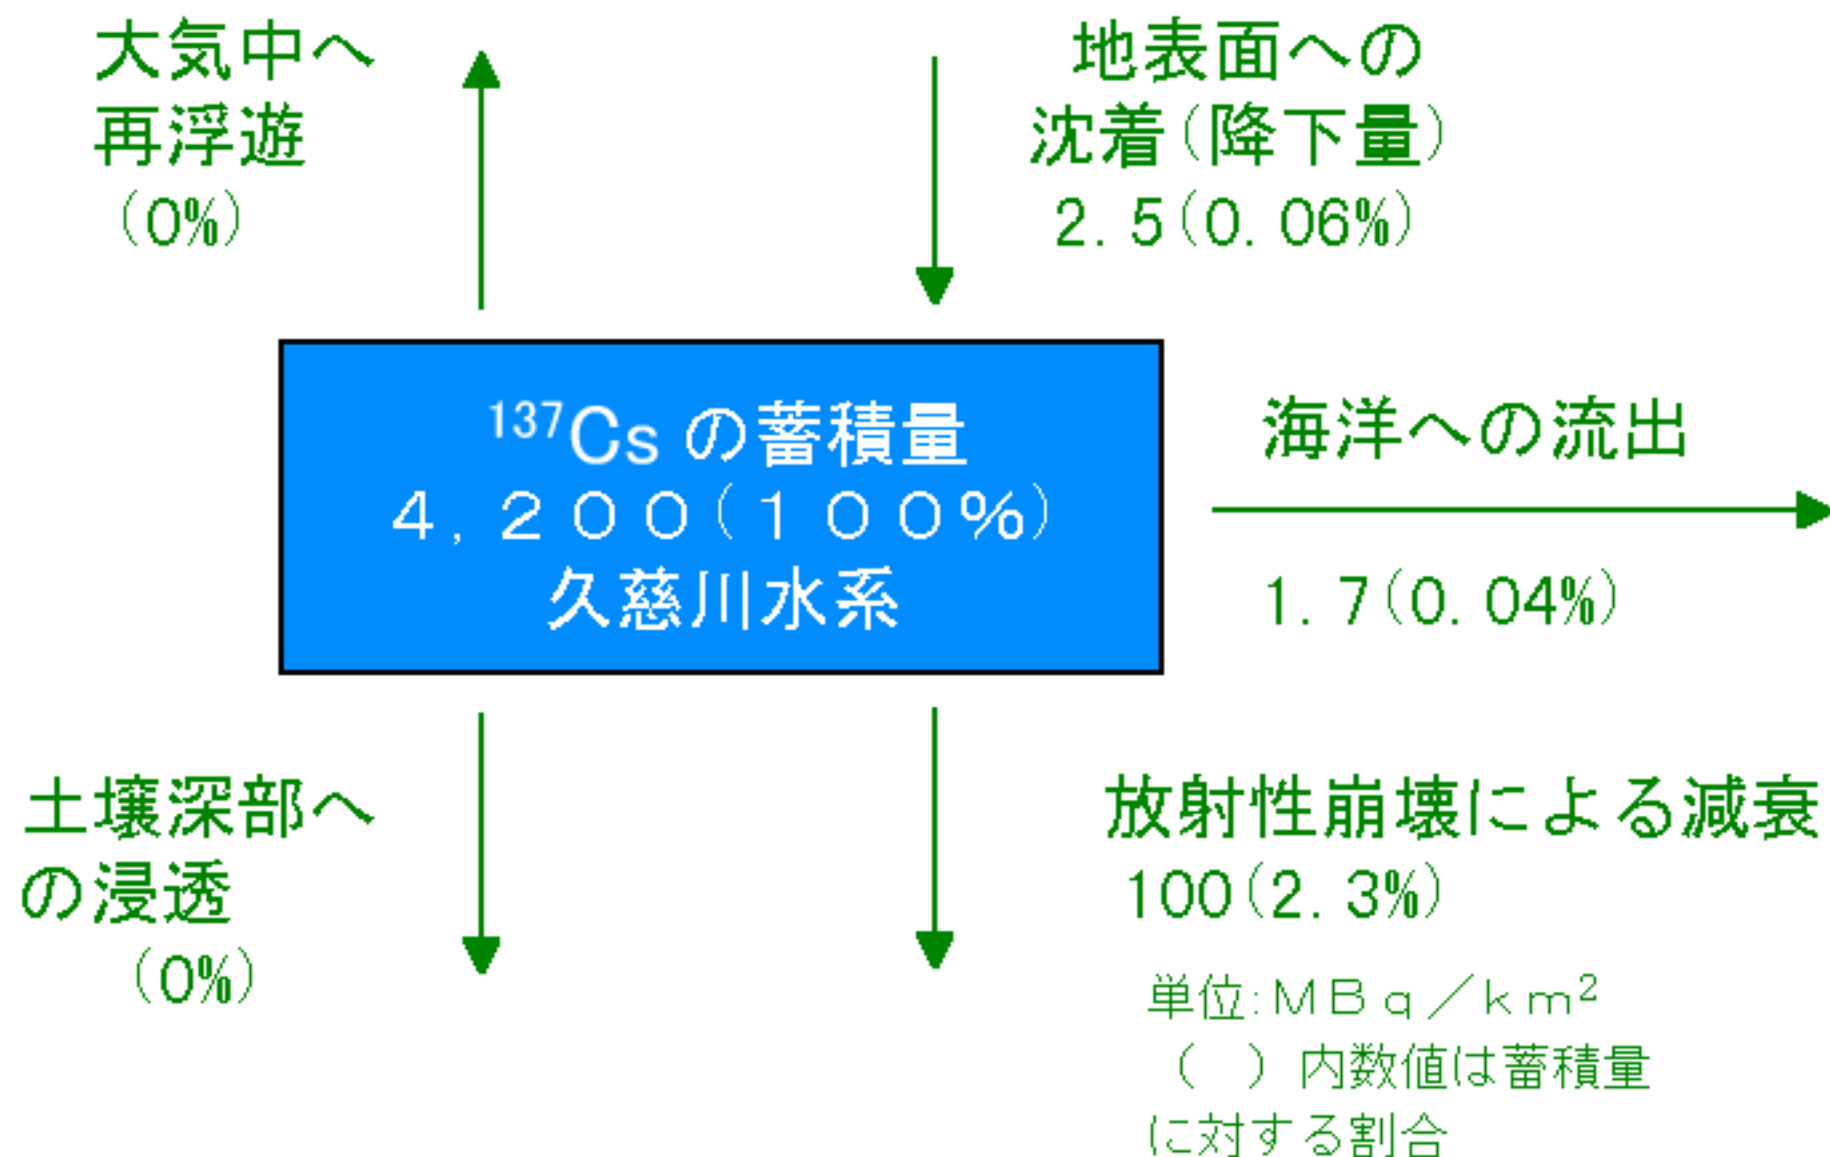 大気中へ
再浮遊
(0%)
地表面への
沈着(降下量)
2.5(0.06%)
¹³⁷Cs の蓄積量
4,200(100%)
久慈川水系
海洋への流出
1.7(0.04%)
土壌深部へ
の浸透
(0%)
放射性崩壊による減衰
100(2.3%)
単位:MBq/km²
( )内数値は蓄積量
に対する割合